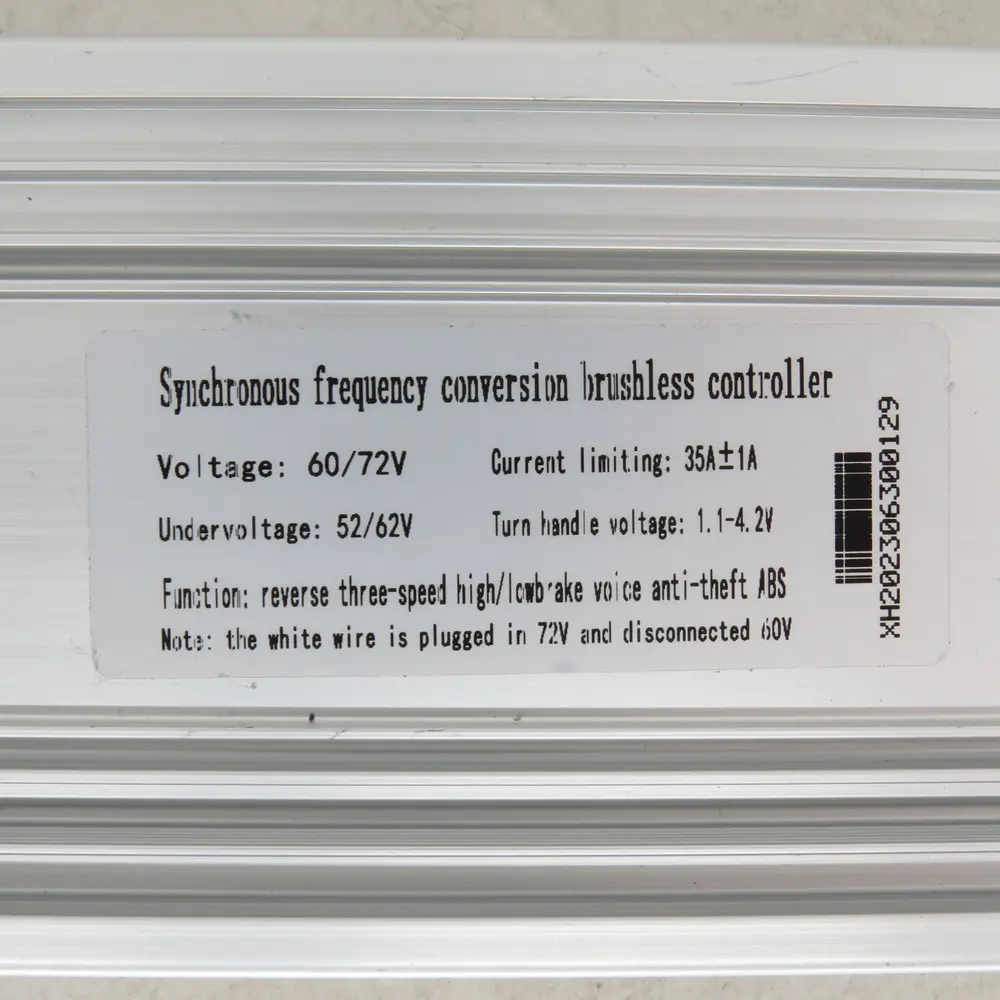 Synchronous frequency conversion brushless controller
Voltage: 60/72V
Current limiting: 35A±1A
Undervoltage: 52/62V
Turn handle voltage: 1.1-4.2V
Function: reverse three-speed high/lowbrake voice anti-theft ABS
Note: the white wire is plugged in 72V and disconnected 60V
XH202306300129